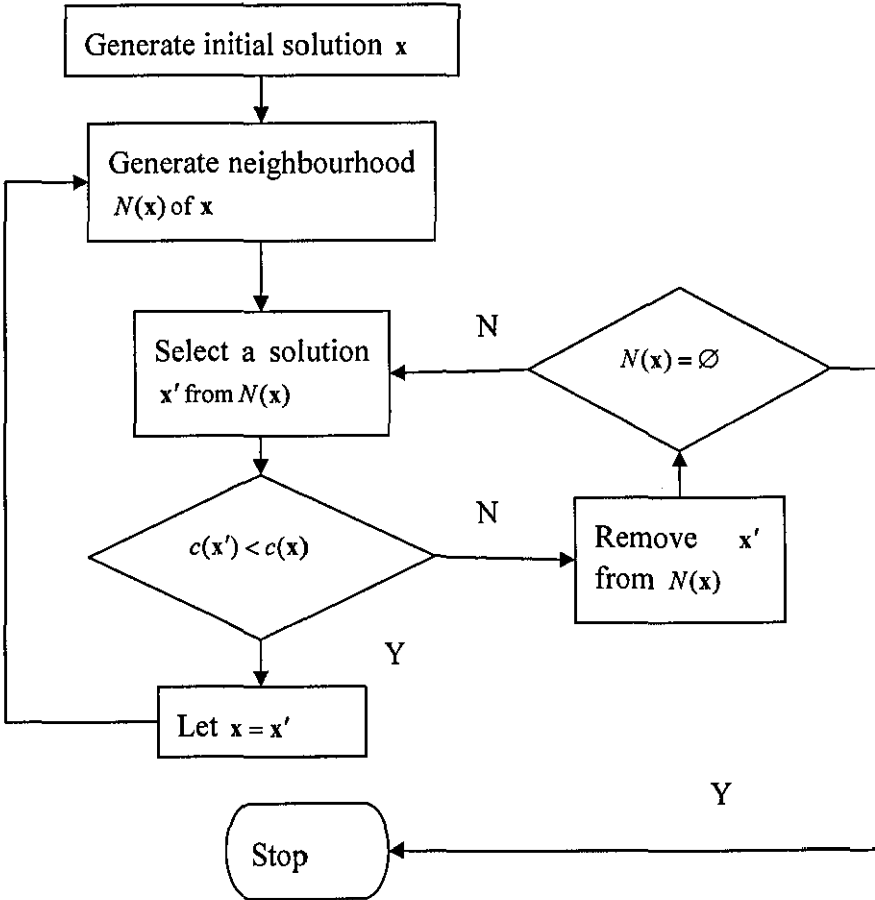 Generate initial solution x
Generate neighbourhood
N(x) of x
N
Select a solution
x′ from N(x)
N(x) = ∅
c(x′) < c(x)
N
Remove x′
from N(x)
Y
Let x = x′
Y
Stop